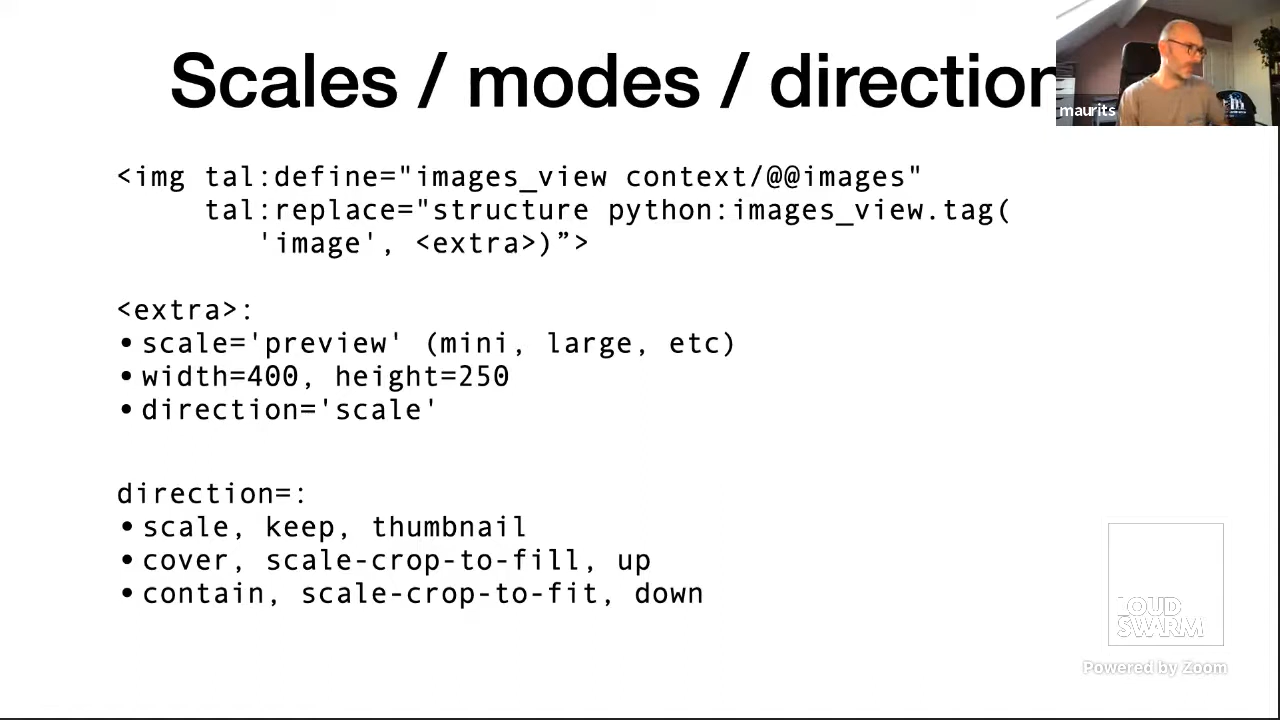 Scales / modes / direction
maurits
<img tal:define="images_view context/@@images"
tal:replace="structure python:images_view.tag(
'image', <extra>)”>
<extra>:
• scale='preview' (mini, large, etc)
• width=400, height=250
• direction='scale'
direction=:
• scale, keep, thumbnail
• cover, scale-crop-to-fill, up
• contain, scale-crop-to-fit, down
LOUD
SWARM
Powered by Zoom